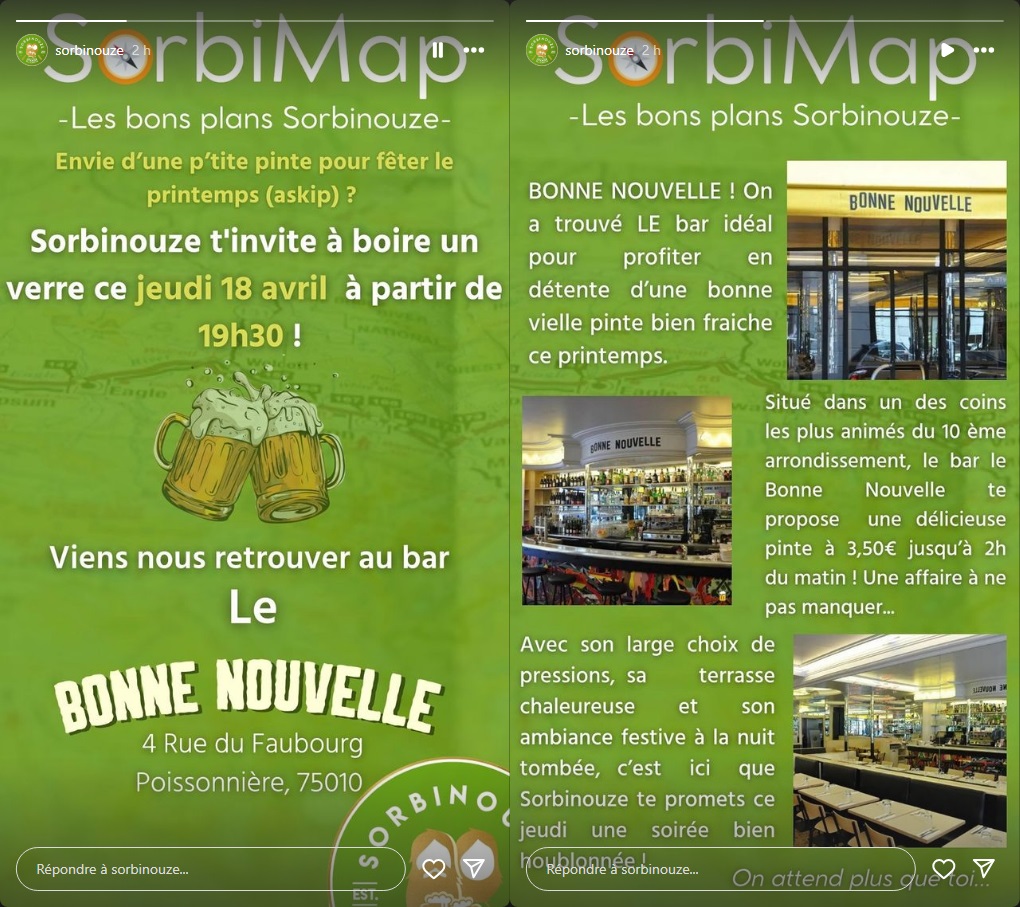 sorbinouze 2 h
SorbiMap
-Les bons plans Sorbinouze-
Envie d’une p’tite pinte pour fêter le
printemps (askip) ?
Sorbinouze t'invite à boire un
verre ce jeudi 18 avril à partir de
19h30 !
Viens nous retrouver au bar
Le
BONNE NOUVELLE
4 Rue du Faubourg
Poissonnière, 75010
SORBINO
EST.
Répondre à sorbinouze...
sorbinouze 2 h
SorbiMap
-Les bons plans Sorbinouze-
BONNE NOUVELLE ! On
a trouvé LE bar idéal
pour profiter en
détente d’une bonne
vielle pinte bien fraiche
ce printemps.
BONNE NOUVELLE
BONNE NOUVELLE
Situé dans un des coins
les plus animés du 10 ème
arrondissement, le bar le
Bonne Nouvelle te
propose une délicieuse
pinte à 3,50€ jusqu’à 2h
du matin ! Une affaire à ne
pas manquer...
Avec son large choix de
pressions, sa terrasse
chaleureuse et son
ambiance festive à la nuit
tombée, c’est ici que
Sorbinouze te promets ce
jeudi une soirée bien
houblonnée !
Répondre à sorbinouze...
On attend plus que toi...